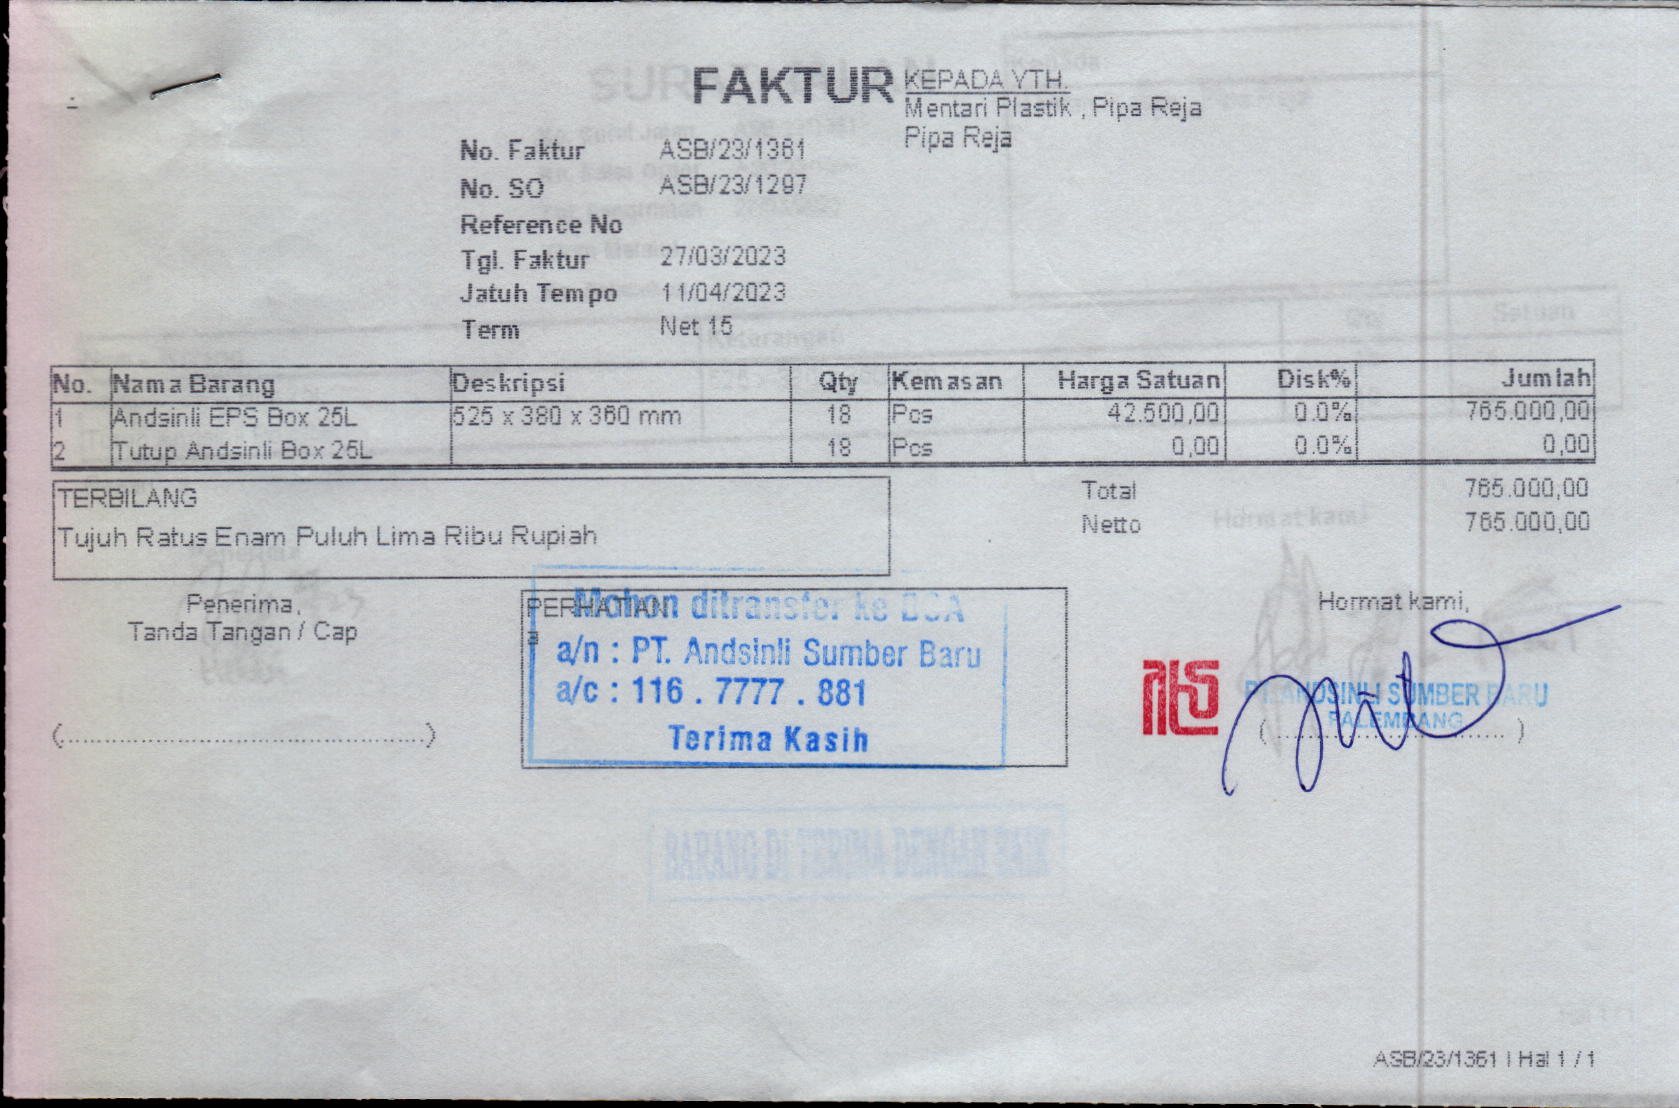 FAKTUR
KEPADA YTH.
Mentari Plastik , Pipa Reja
Pipa Reja
No. Faktur ASB/23/1361
No. SO ASB/23/1297
Reference No
Tgl. Faktur 27/03/2023
Jatuh Tempo 11/04/2023
Term Net 15
No. Nama Barang Deskripsi Qty Kemasan Harga Satuan Disk% Jumlah
1 Andsinli EPS Box 25L 525 x 380 x 360 mm 18 Pcs 42.500,00 0.0% 765.000,00
2 Tutup Andsinli Box 25L 18 Pcs 0,00 0.0% 0,00
TERBILANG
Tujuh Ratus Enam Puluh Lima Ribu Rupiah
Total 765.000,00
Netto 765.000,00
Penerima,
Tanda Tangan / Cap
(....................................................)
PERHATIAN
a
Mohon ditransfer ke BCA
a/n : PT. Andsinli Sumber Baru
a/c : 116 . 7777 . 881
Terima Kasih
Hormat kami,
PT. ANDSINLI SUMBER BARU
PALEMBANG
(....................................)
BARANG DI TERIMA DENGAN BAIK
ASB/23/1361 | Hal 1 / 1